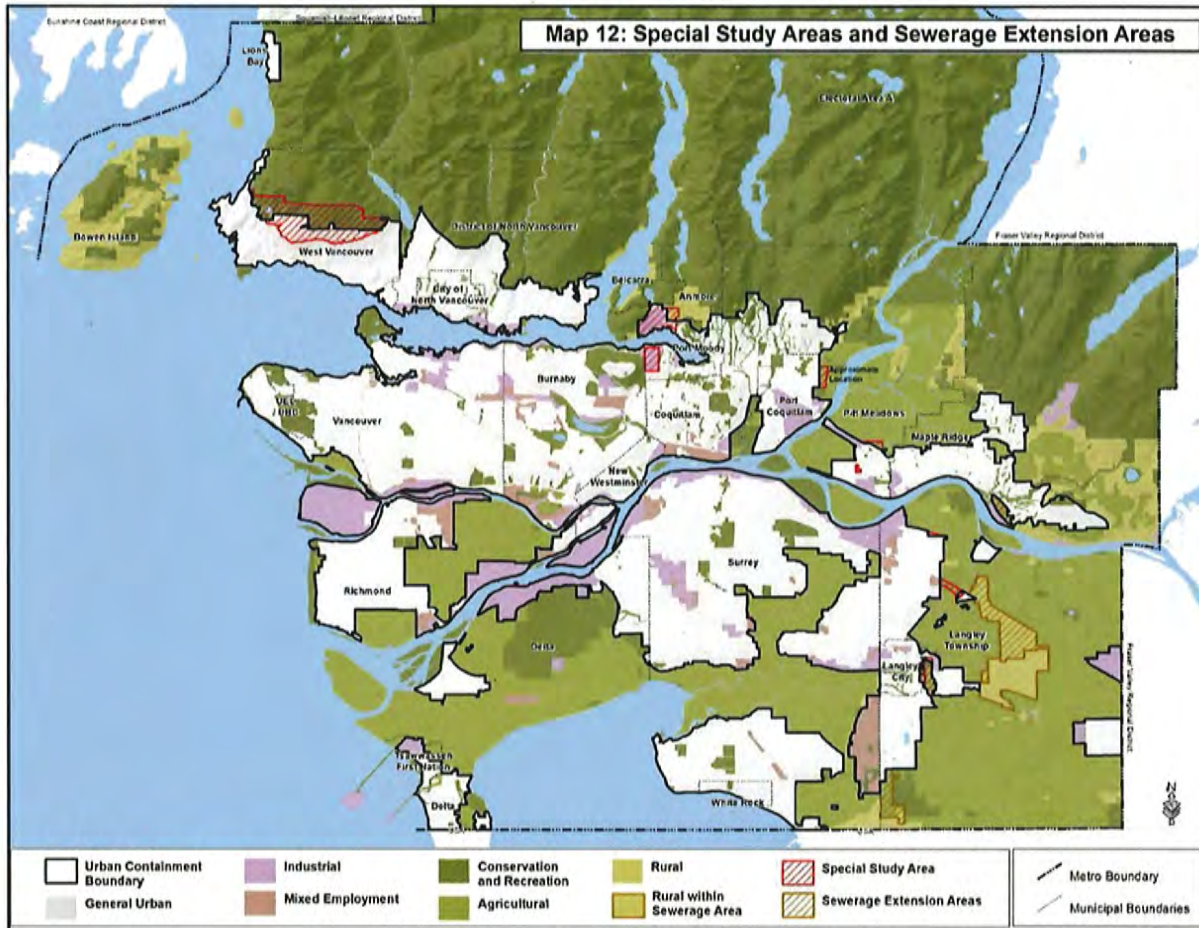 Sunshine Coast Regional District
Squamish-Lillooet Regional District
Map 12: Special Study Areas and Sewerage Extension Areas
Lions
Bay
Electoral Area A
Bowen Island
District of North Vancouver
Fraser Valley Regional District
West Vancouver
City of
North Vancouver
Belcarra
Anmore
Port Moody
Approximate
Location
Burnaby
UEL
/ UBC
Vancouver
Coquitlam
Port
Coquitlam
Pitt Meadows
Maple Ridge
New
Westminster
Surrey
Richmond
Langley
Township
Delta
Langley
City
Fraser Valley Regional District
Tsawwassen
First Nation
Delta
White Rock
USA
USA
Urban Containment
Boundary
General Urban
Industrial
Mixed Employment
Conservation
and Recreation
Agricultural
Rural
Rural within
Sewerage Area
Special Study Area
Sewerage Extension Areas
Metro Boundary
Municipal Boundaries